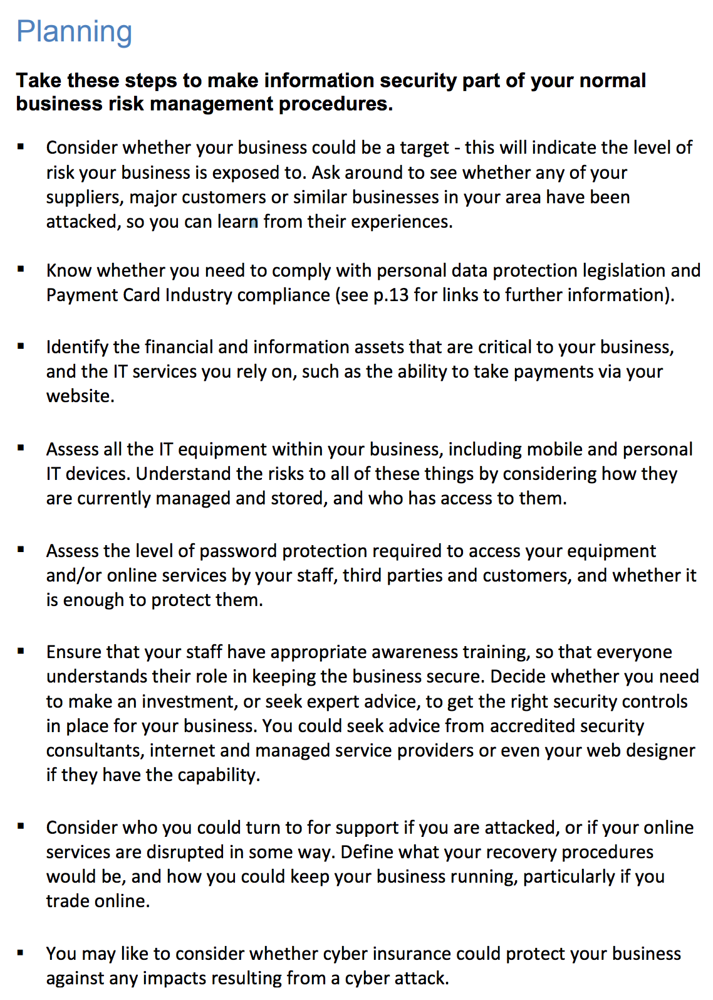 Planning
Take these steps to make information security part of your normal
business risk management procedures.
▪ Consider whether your business could be a target - this will indicate the level of
risk your business is exposed to. Ask around to see whether any of your
suppliers, major customers or similar businesses in your area have been
attacked, so you can learn from their experiences.
▪ Know whether you need to comply with personal data protection legislation and
Payment Card Industry compliance (see p.13 for links to further information).
▪ Identify the financial and information assets that are critical to your business,
and the IT services you rely on, such as the ability to take payments via your
website.
▪ Assess all the IT equipment within your business, including mobile and personal
IT devices. Understand the risks to all of these things by considering how they
are currently managed and stored, and who has access to them.
▪ Assess the level of password protection required to access your equipment
and/or online services by your staff, third parties and customers, and whether it
is enough to protect them.
▪ Ensure that your staff have appropriate awareness training, so that everyone
understands their role in keeping the business secure. Decide whether you need
to make an investment, or seek expert advice, to get the right security controls
in place for your business. You could seek advice from accredited security
consultants, internet and managed service providers or even your web designer
if they have the capability.
▪ Consider who you could turn to for support if you are attacked, or if your online
services are disrupted in some way. Define what your recovery procedures
would be, and how you could keep your business running, particularly if you
trade online.
▪ You may like to consider whether cyber insurance could protect your business
against any impacts resulting from a cyber attack.